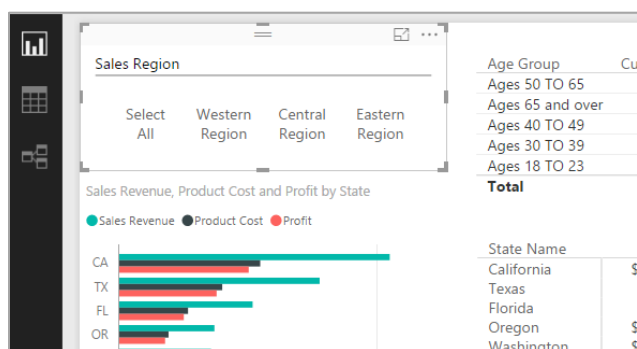 Sales Region
Select All
Western Region
Central Region
Eastern Region
Sales Revenue, Product Cost and Profit by State
Sales Revenue Product Cost Profit
CA
TX
FL
OR
Age Group Cu
Ages 50 TO 65
Ages 65 and over
Ages 40 TO 49
Ages 30 TO 39
Ages 18 TO 23
Total
State Name
California $
Texas
Florida
Oregon $
Washington $